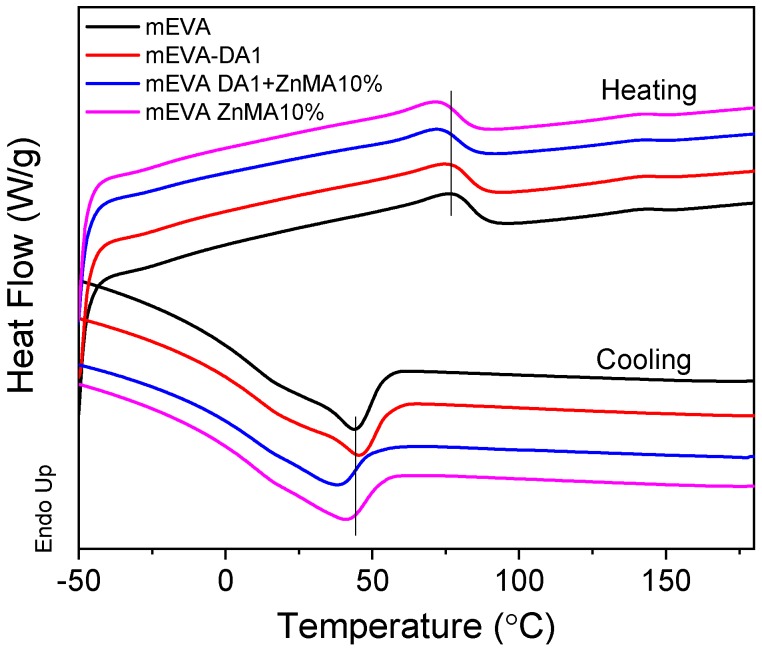 mEVA
mEVA-DA1
mEVA DA1+ZnMA10%
mEVA ZnMA10%
Heating
Cooling
Heat Flow (W/g)
Endo Up
-50 0 50 100 150
Temperature (°C)